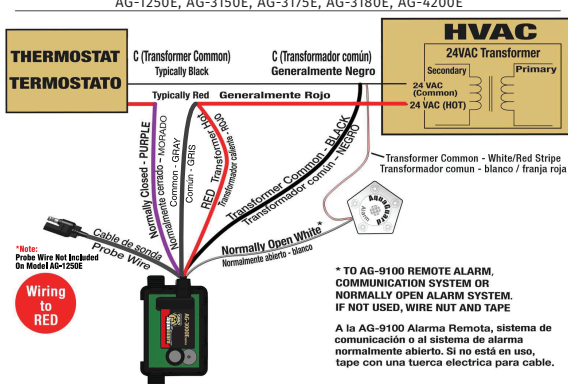 AG-1250E, AG-3150E, AG-3175E, AG-3180E, AG-4200E
THERMOSTAT
TERMOSTATO
C (Transformer Common)
Typically Black
C (Transformador común)
Generalmente Negro
HVAC
24VAC Transformer
Secondary
Primary
24 VAC
(Common)
24 VAC (HOT)
Typically Red
Generalmente Rojo
Normally Closed - PURPLE
Normalmente cerrado – MORADO
Common - GRAY
Común - GRIS
RED - Transformer Hot
Transformador caliente - ROJO
Transformer Common - BLACK
Transformador común – NEGRO
Transformer Common - White/Red Stripe
Transformador comun - blanco / franja roja
AquaGuard
Alarm
Cable de sonda
Probe Wire
Normally Open White*
Normalmente abierto - blanco
*Note:
Probe Wire Not Included
On Model AG-1250E
Wiring
to
RED
* TO AG-9100 REMOTE ALARM,
COMMUNICATION SYSTEM OR
NORMALLY OPEN ALARM SYSTEM.
IF NOT USED, WIRE NUT AND TAPE
A la AG-9100 Alarma Remota, sistema de
comunicación o al sistema de alarma
normalmente abierto. Si no está en uso,
tape con una tuerca electrica para cable.